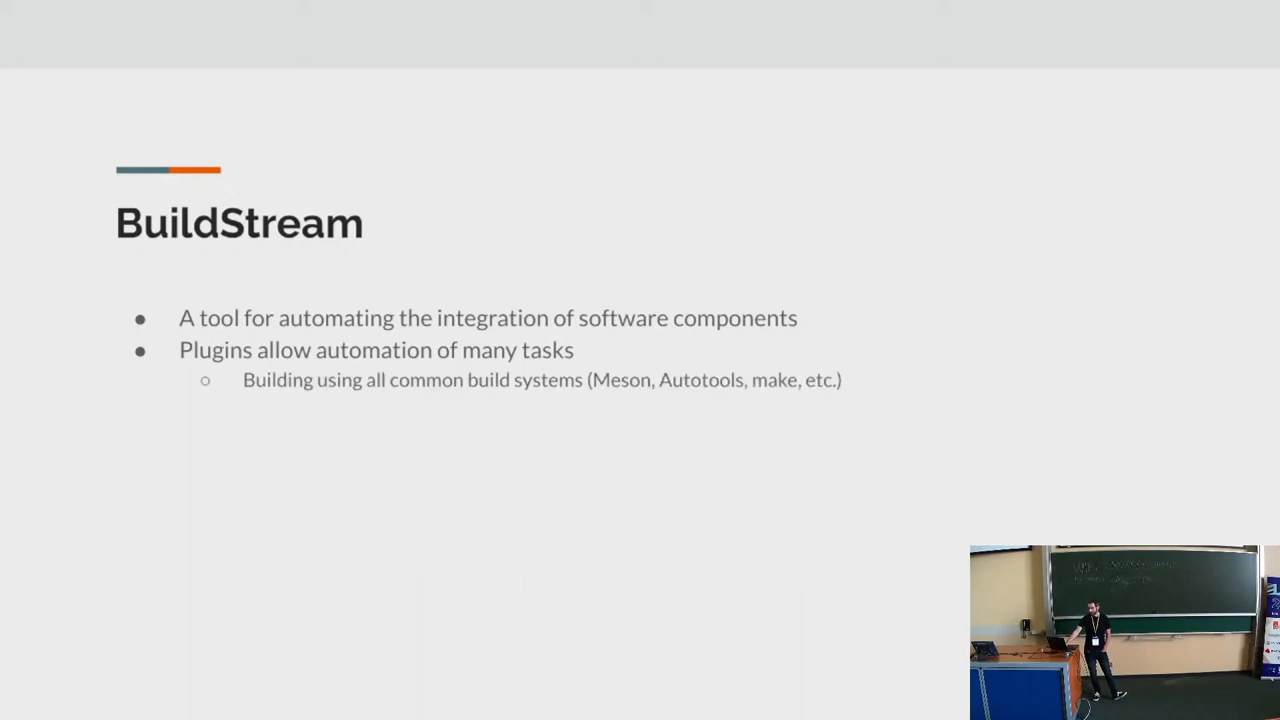 BuildStream
● A tool for automating the integration of software components
● Plugins allow automation of many tasks
○ Building using all common build systems (Meson, Autotools, make, etc.)